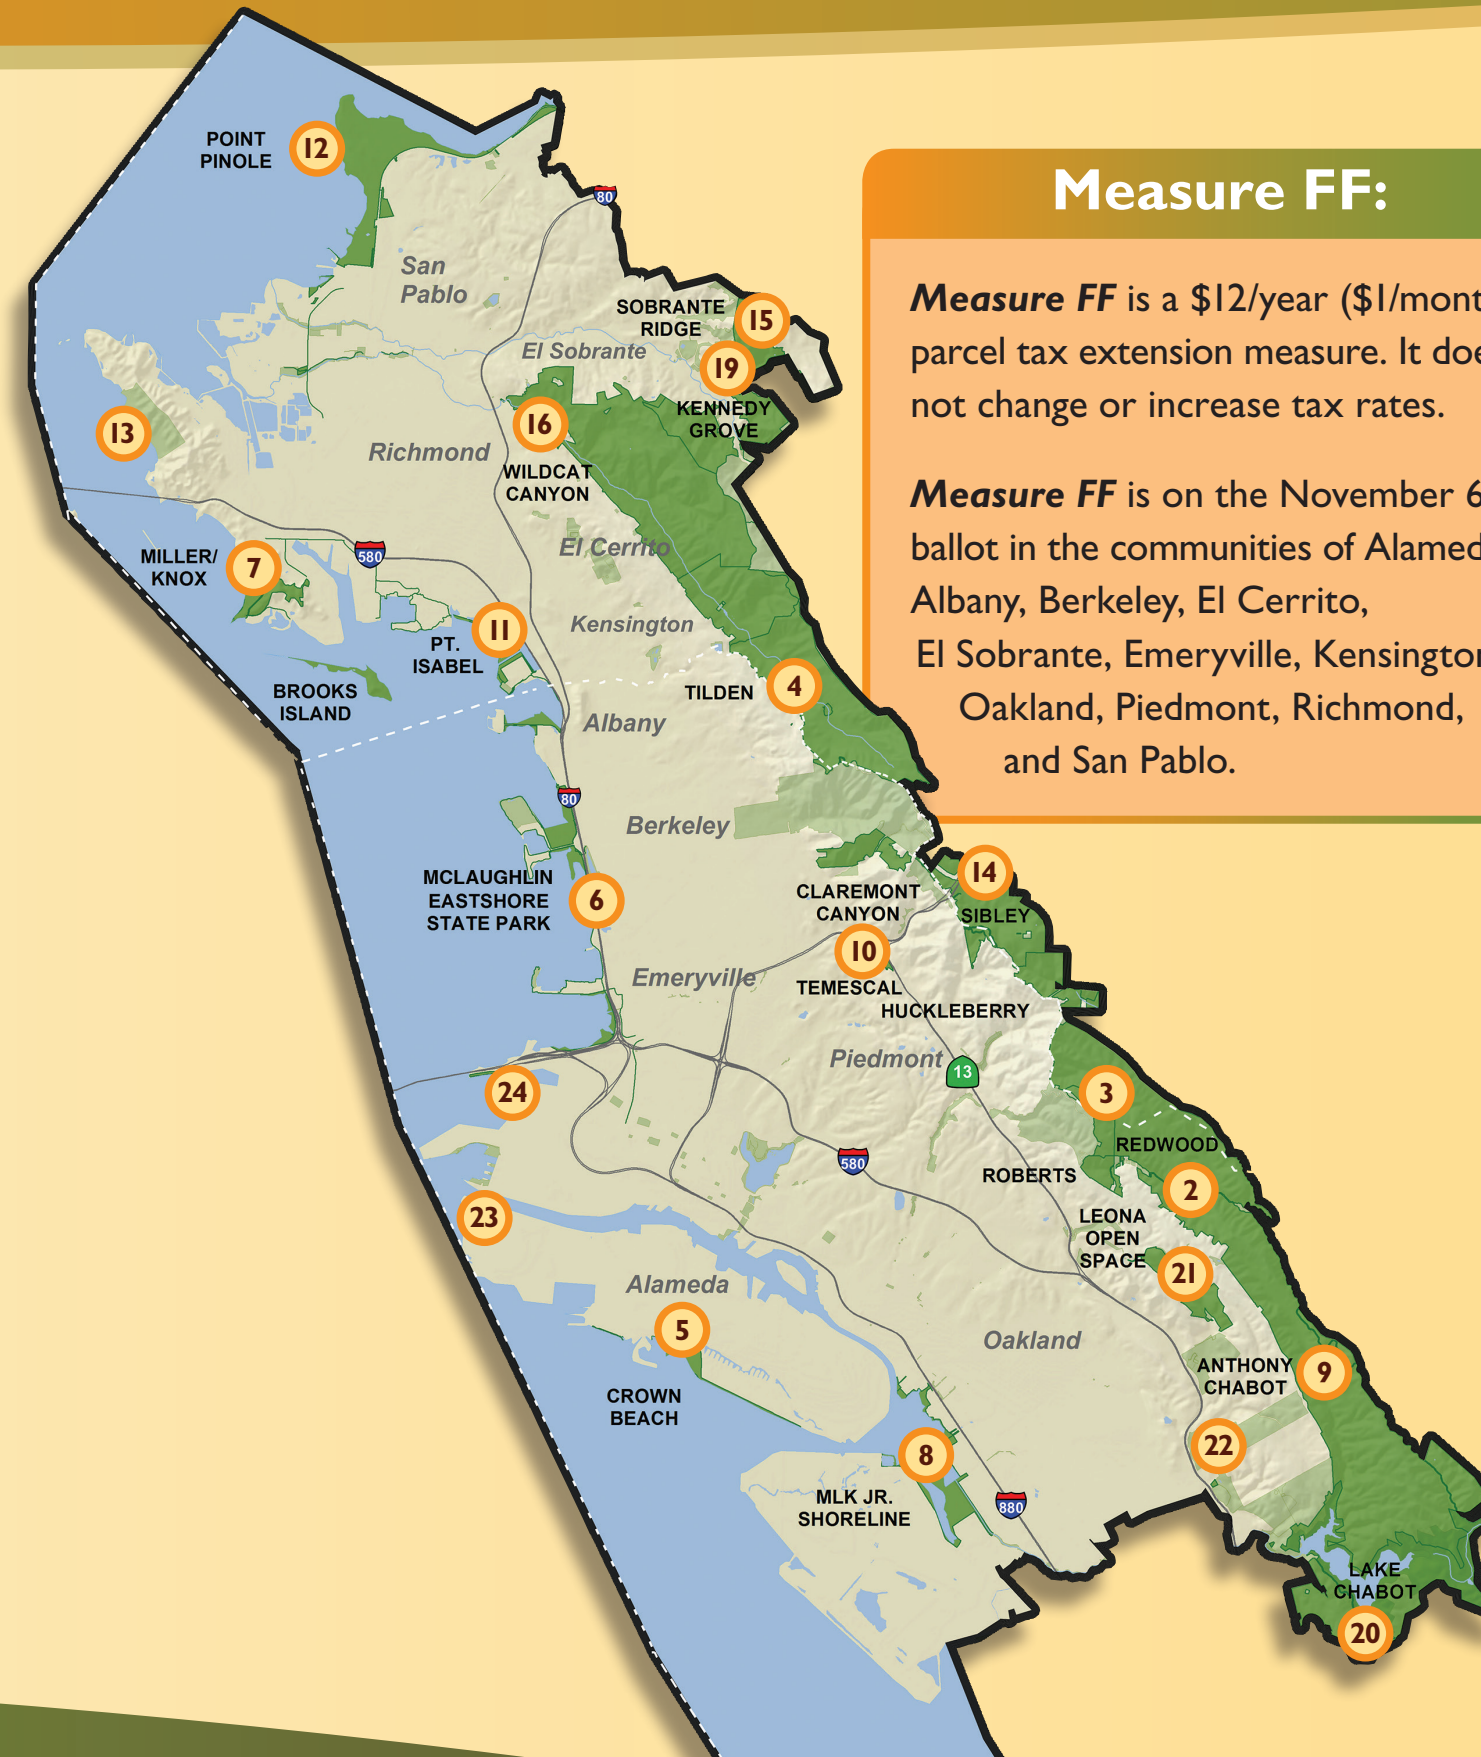 Measure FF:
Measure FF is a $12/year ($1/mont
parcel tax extension measure. It doe
not change or increase tax rates.
Measure FF is on the November 6
ballot in the communities of Alamed
Albany, Berkeley, El Cerrito,
El Sobrante, Emeryville, Kensington
Oakland, Piedmont, Richmond,
and San Pablo.
POINT
PINOLE
12
80
San
Pablo
SOBRANTE
RIDGE
15
El Sobrante
19
KENNEDY
GROVE
13
16
Richmond
WILDCAT
CANYON
El Cerrito
580
MILLER/
KNOX
7
11
Kensington
PT.
ISABEL
BROOKS
ISLAND
TILDEN
4
Albany
80
Berkeley
MCLAUGHLIN
EASTSHORE
STATE PARK
6
CLAREMONT
CANYON
14
SIBLEY
10
TEMESCAL
Emeryville
HUCKLEBERRY
Piedmont
13
24
3
REDWOOD
580
ROBERTS
2
23
LEONA
OPEN
SPACE
21
Alameda
5
Oakland
CROWN
BEACH
ANTHONY
CHABOT
9
22
8
MLK JR.
SHORELINE
880
LAKE
CHABOT
20